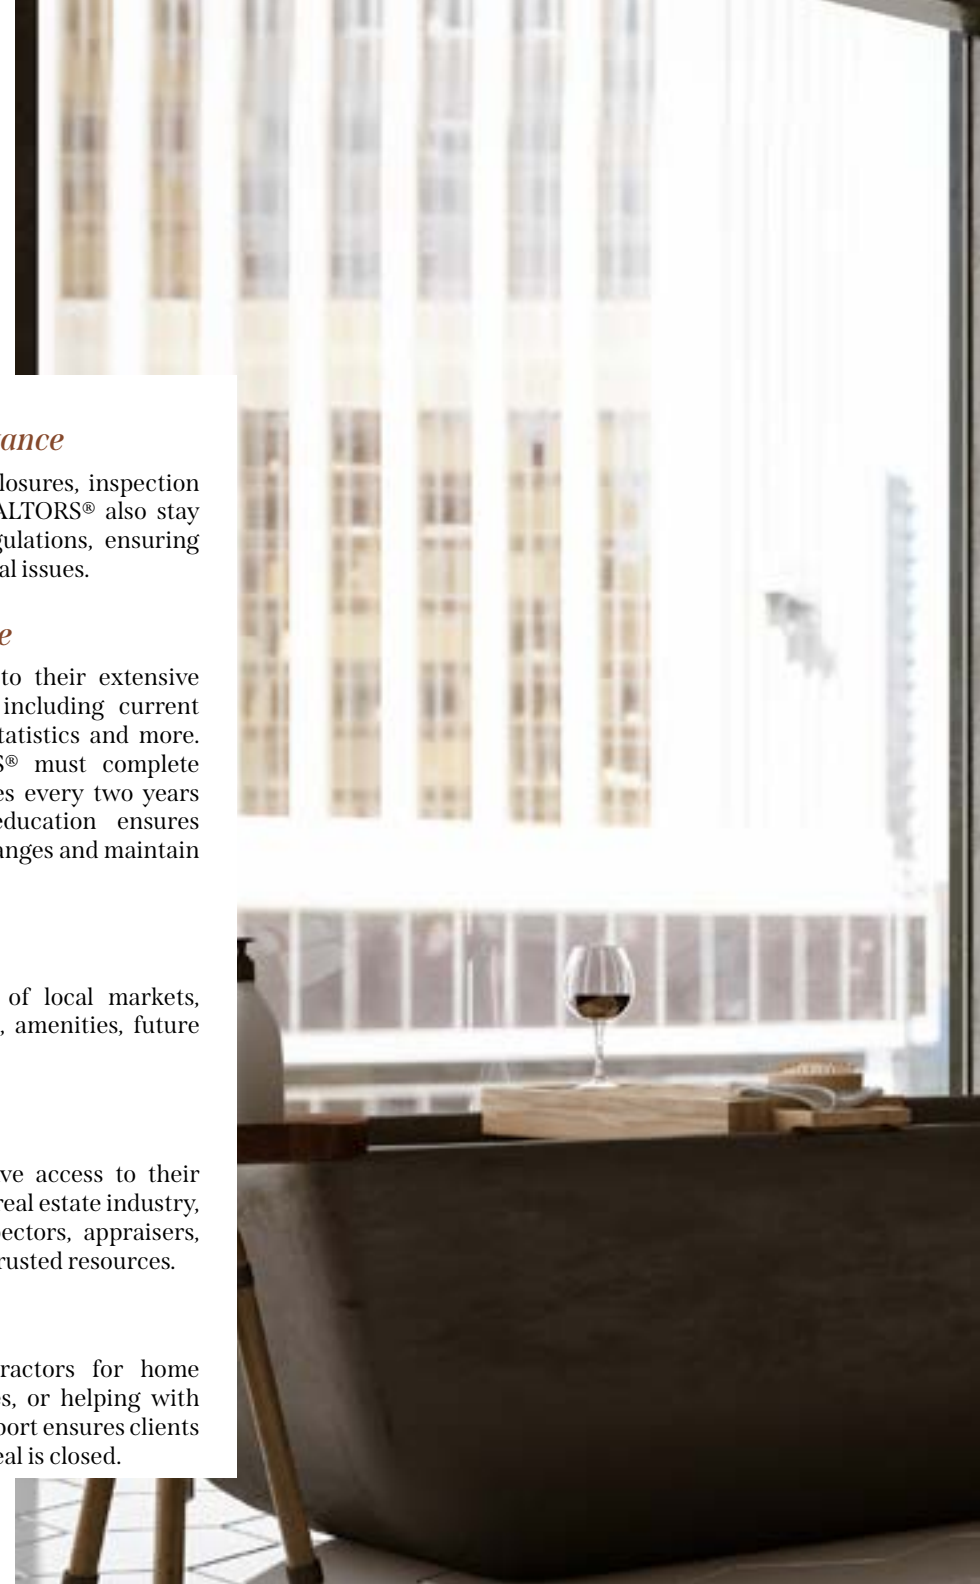 ance
losures, inspection
ALTORS® also stay
gulations, ensuring
al issues.
e
to their extensive
including current
tatistics and more.
S® must complete
es every two years
education ensures
anges and maintain
of local markets,
, amenities, future
ve access to their
real estate industry,
ectors, appraisers,
rusted resources.
ractors for home
es, or helping with
port ensures clients
eal is closed.